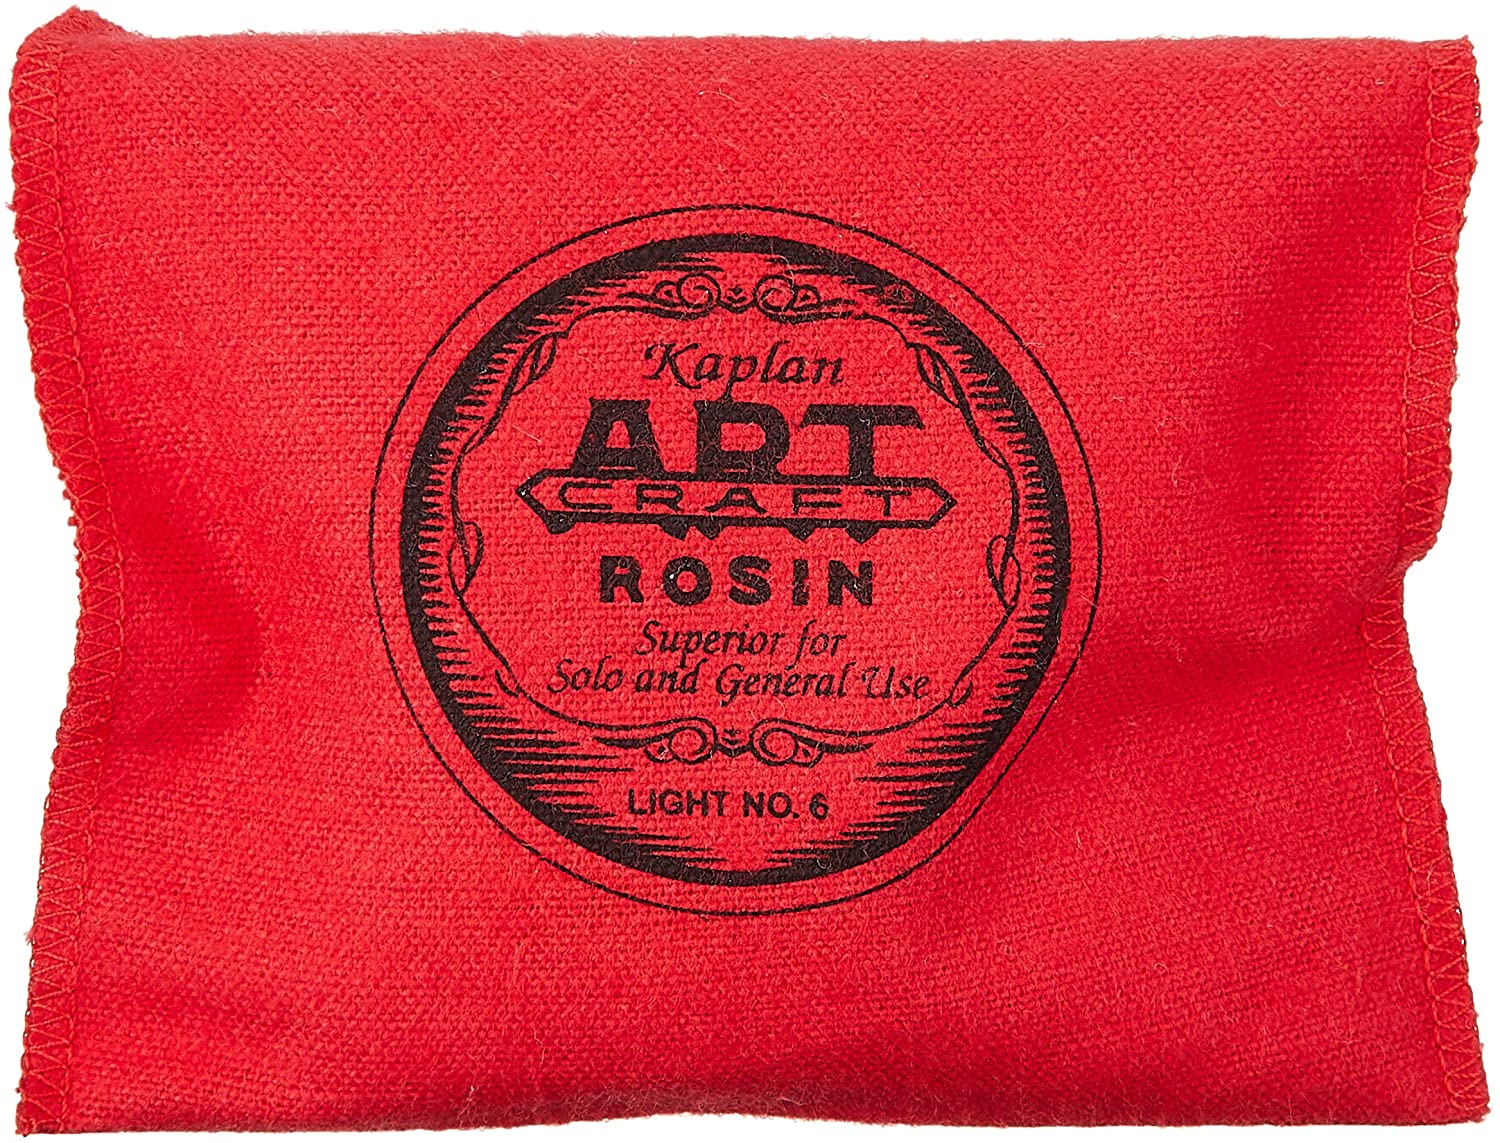 Kaplan
ART
CRAFT
ROSIN
Superior for
Solo and General Use
LIGHT NO. 6